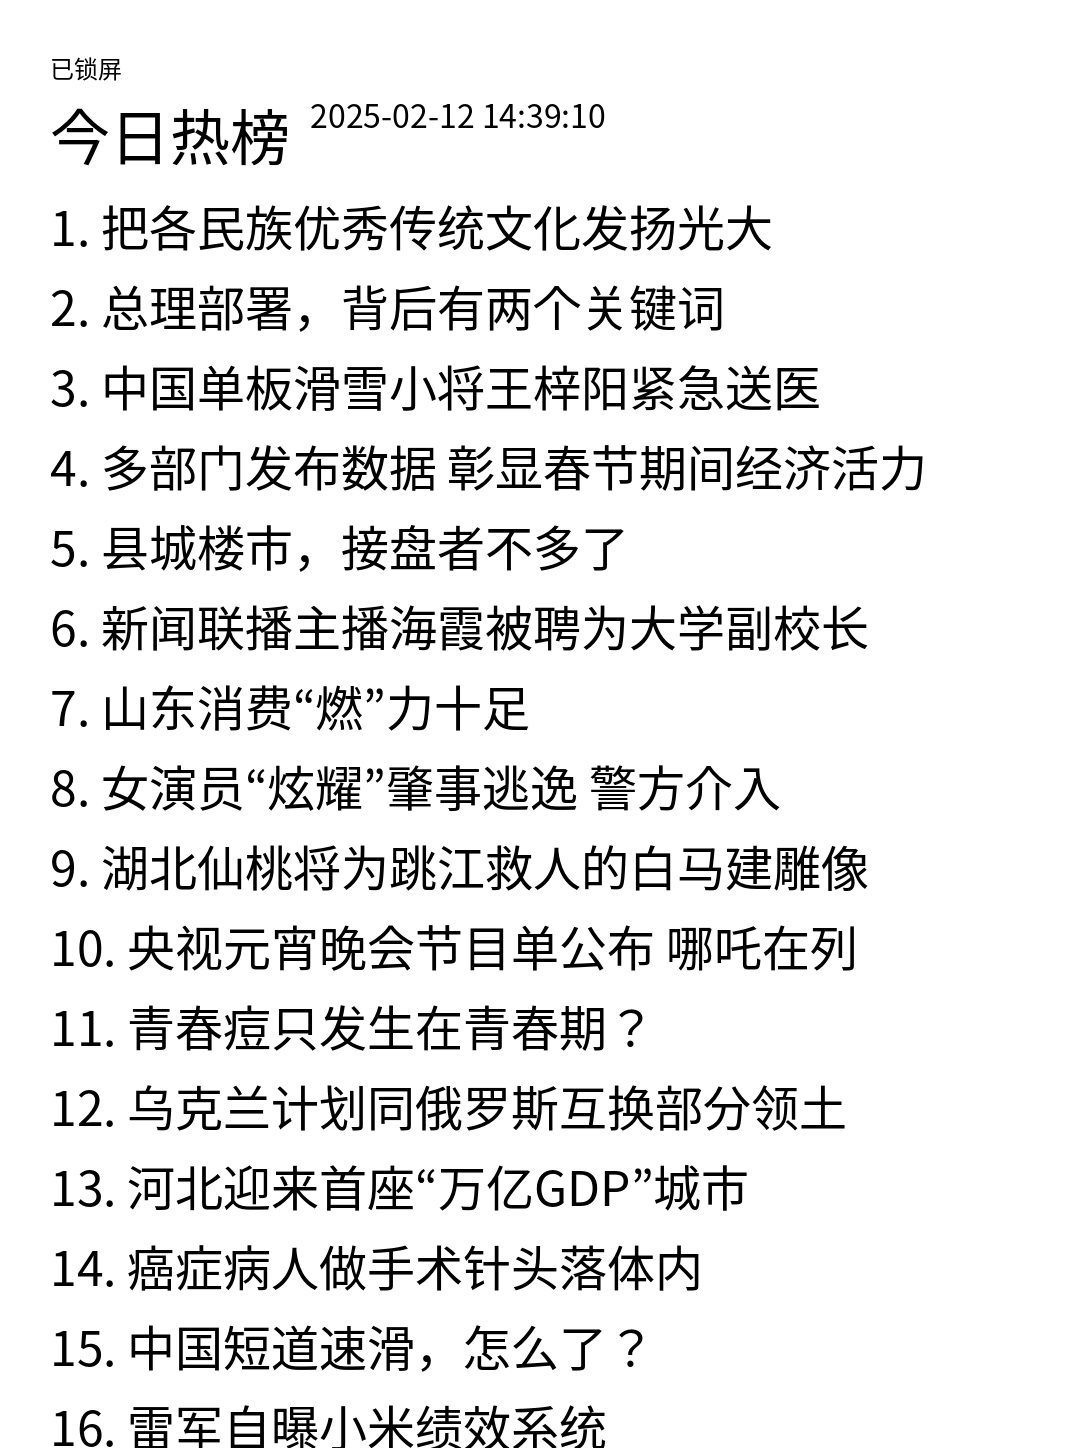 已锁屏
今日热榜 2025-02-12 14:39:10
1. 把各民族优秀传统文化发扬光大
2. 总理部署，背后有两个关键词
3. 中国单板滑雪小将王梓阳紧急送医
4. 多部门发布数据 彰显春节期间经济活力
5. 县城楼市，接盘者不多了
6. 新闻联播主播海霞被聘为大学副校长
7. 山东消费“燃”力十足
8. 女演员“炫耀”肇事逃逸 警方介入
9. 湖北仙桃将为跳江救人的白马建雕像
10. 央视元宵晚会节目单公布 哪吒在列
11. 青春痘只发生在青春期？
12. 乌克兰计划同俄罗斯互换部分领土
13. 河北迎来首座“万亿GDP”城市
14. 癌症病人做手术针头落体内
15. 中国短道速滑，怎么了？
16. 雷军自曝小米绩效系统